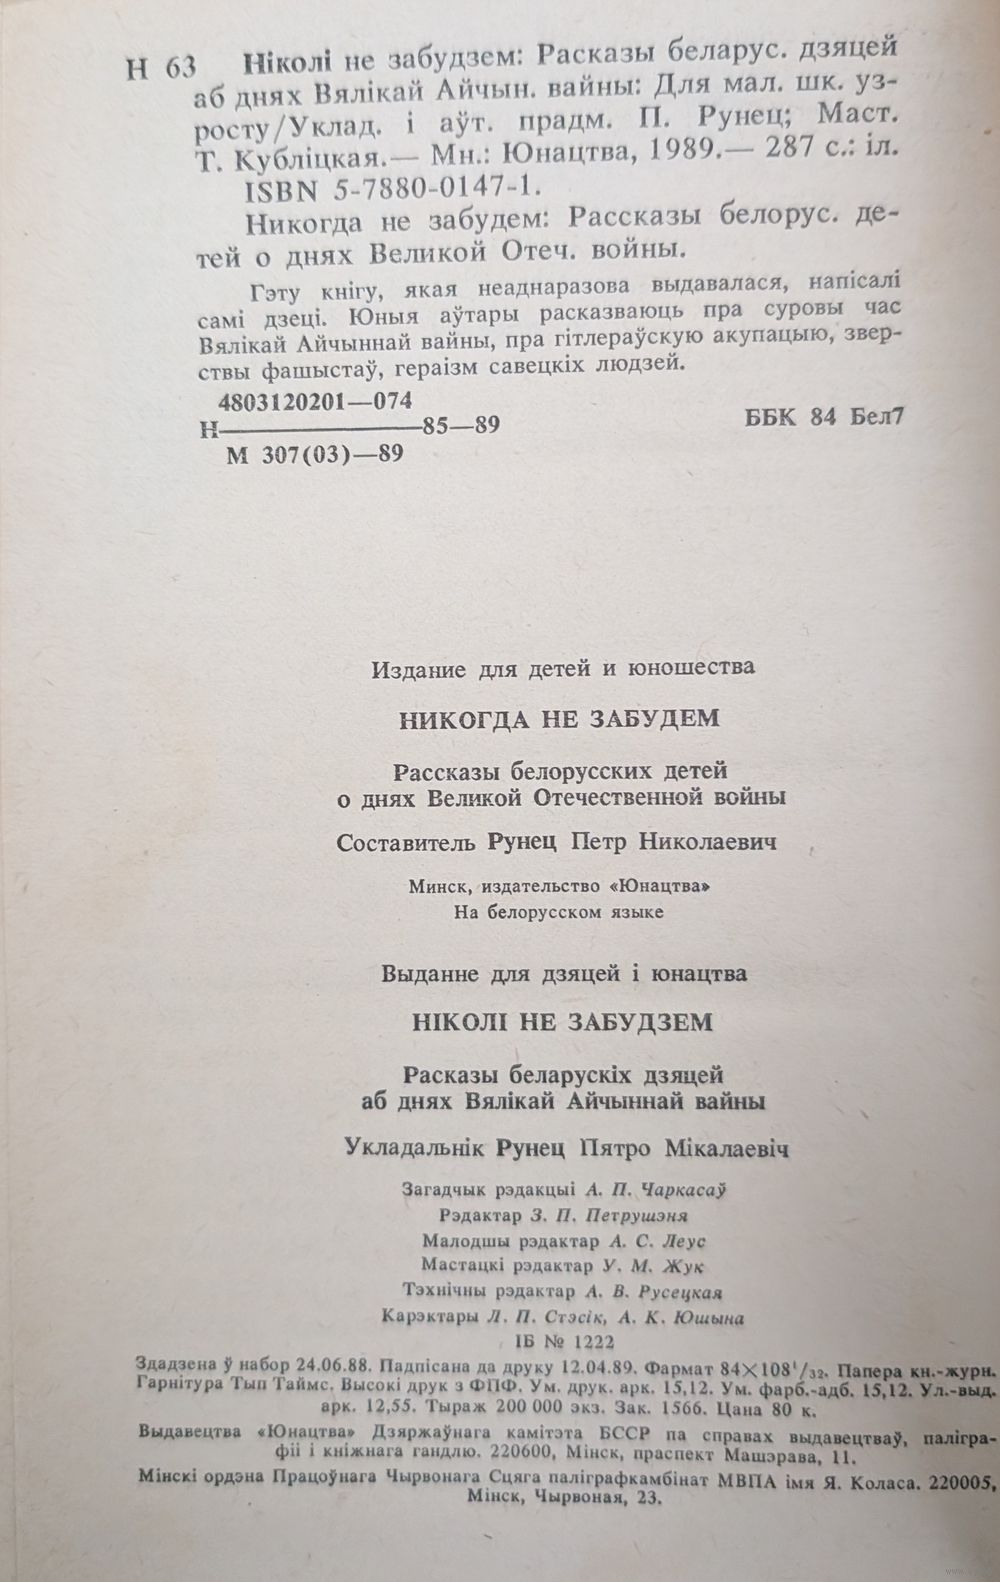 Н 63 Ніколі не забудзем: Расказы беларус. дзяцей
аб днях Вялікай Айчын. вайны: Для мал. шк. уз-
росту/Уклад. і аўт. прадм. П. Рунец; Маст.
Т. Кубліцкая.— Мн.: Юнацтва, 1989.— 287 с.: іл.
ISBN 5-7880-0147-1.
Никогда не забудем: Рассказы белорус. де-
тей о днях Великой Отеч. войны.
Гэту кнігу, якая неаднаразова выдавалася, напісалі
самі дзеці. Юныя аўтары расказваюць пра суровы час
Вялікай Айчыннай вайны, пра гітлераўскую акупацыю, звер-
ствы фашыстаў, гераізм савецкіх людзей.
4803120201—074
Н—85—89
ББК 84 Бел7
М 307(03)—89
Издание для детей и юношества
НИКОГДА НЕ ЗАБУДЕМ
Рассказы белорусских детей
о днях Великой Отечественной войны
Составитель Рунец Петр Николаевич
Минск, издательство «Юнацтва»
На белорусском языке
Выданне для дзяцей і юнацтва
НІКОЛІ НЕ ЗАБУДЗЕМ
Расказы беларускіх дзяцей
аб днях Вялікай Айчыннай вайны
Укладальнік Рунец Пятро Мікалаевіч
Загадчык рэдакцыі А. П. Чаркасаў
Рэдактар З. П. Петрушэня
Малодшы рэдактар А. С. Леус
Мастацкі рэдактар У. М. Жук
Тэхнічны рэдактар А. В. Русецкая
Карэктары Л. П. Стэсік, А. К. Юшына
ІБ № 1222
Здадзена ў набор 24.06.88. Падпісана да друку 12.04.89. Фармат 84×108¹/₃₂. Папера кн.-журн.
Гарнітура Тып Таймс. Высокі друк з ФПФ. Ум. друк. арк. 15,12. Ум. фарб.-адб. 15,12. Ул.-выд.
арк. 12,55. Тыраж 200 000 экз. Зак. 1566. Цана 80 к.
Выдавецтва «Юнацтва» Дзяржаўнага камітэта БССР па справах выдавецтваў, паліgra-
фіі і кніжнага гандлю. 220600, Мінск, праспект Машэрава, 11.
Мінскі ордэна Працоўнага Чырвонага Сцяга паліграфкамбінат МВПА імя Я. Коласа. 220005,
Мінск, Чырвоная, 23.